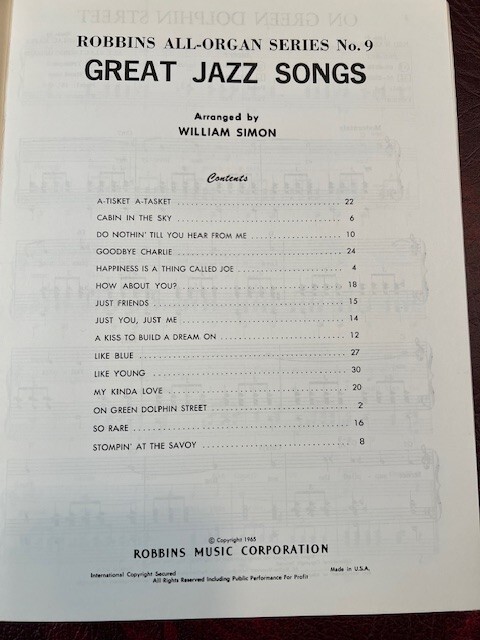 ON GREEN DOLPHIN STREET
ROBBINS ALL-ORGAN SERIES No. 9
GREAT JAZZ SONGS
Arranged by
WILLIAM SIMON
Contents
A-TISKET A-TASKET 22
CABIN IN THE SKY 6
DO NOTHIN' TILL YOU HEAR FROM ME 10
GOODBYE CHARLIE 24
HAPPINESS IS A THING CALLED JOE 4
HOW ABOUT YOU? 18
JUST FRIENDS 15
JUST YOU, JUST ME 14
A KISS TO BUILD A DREAM ON 12
LIKE BLUE 27
LIKE YOUNG 30
MY KINDA LOVE 20
ON GREEN DOLPHIN STREET 2
SO RARE 16
STOMPIN' AT THE SAVOY 8
© Copyright 1965
ROBBINS MUSIC CORPORATION
International Copyright Secured Made in U.S.A.
All Rights Reserved Including Public Performance For Profit